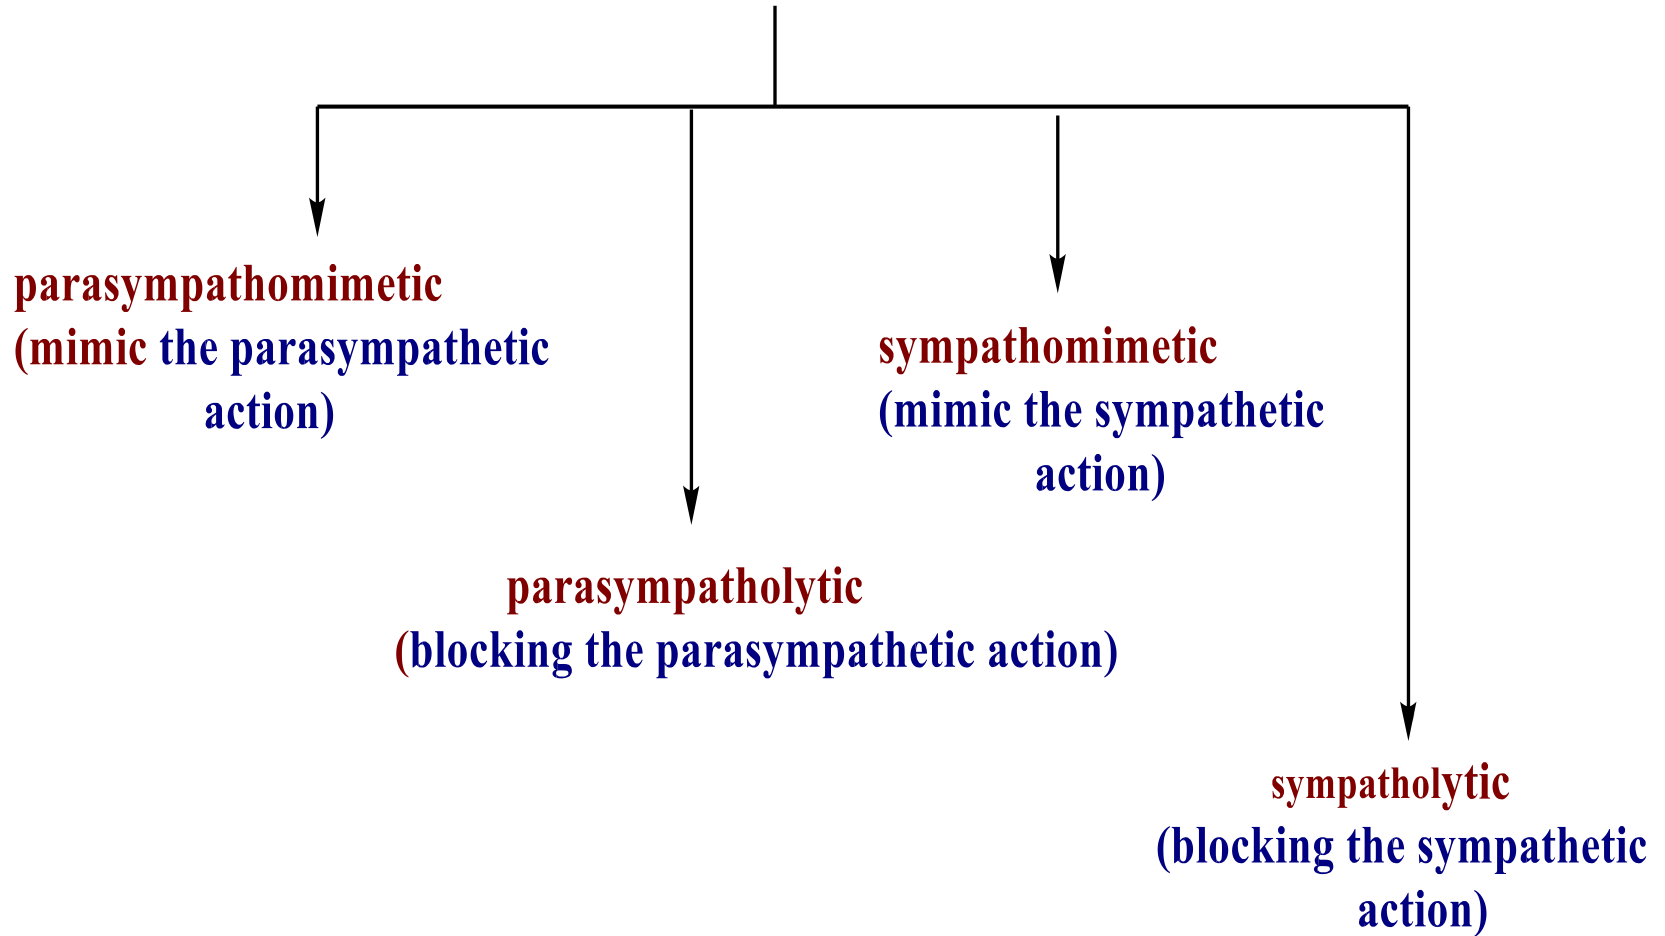 parasympathomimetic
(mimic the parasympathetic
action)
sympathomimetic
(mimic the sympathetic
action)
parasympatholytic
(blocking the parasympathetic action)
sympatholytic
(blocking the sympathetic
action)